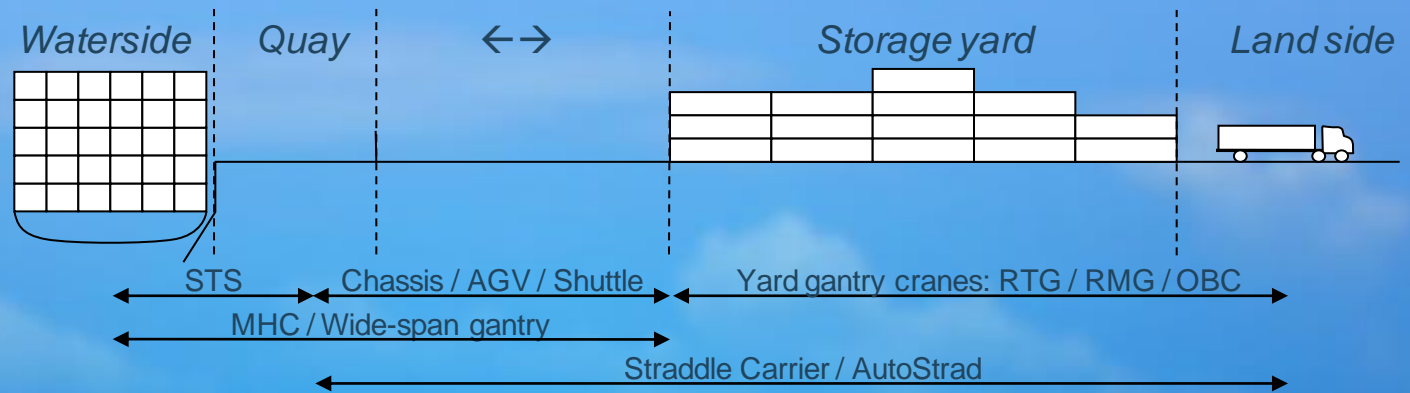 Waterside
Quay
←→
Storage yard
Land side
STS
Chassis / AGV / Shuttle
Yard gantry cranes: RTG / RMG / OBC
MHC / Wide-span gantry
Straddle Carrier / AutoStrad